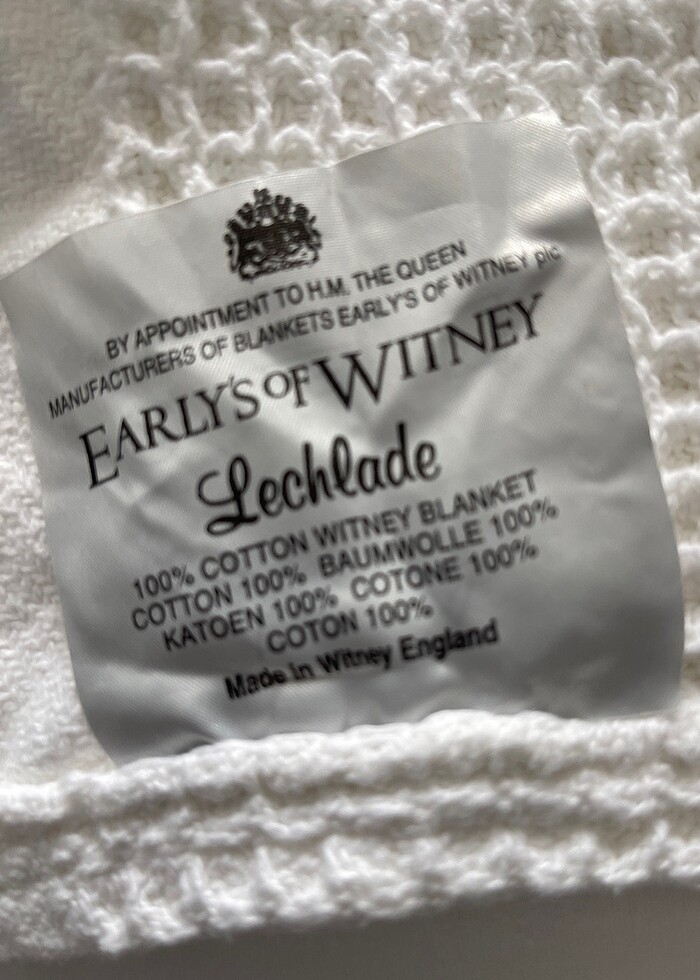 BY APPOINTMENT TO H.M. THE QUEEN
MANUFACTURERS OF BLANKETS EARLY'S OF WITNEY plc
EARLY'S OF WITNEY
Lechlade
100% COTTON WITNEY BLANKET
COTTON 100% BAUMWOLLE 100%
KATOEN 100% COTONE 100%
COTON 100%
Made in Witney England